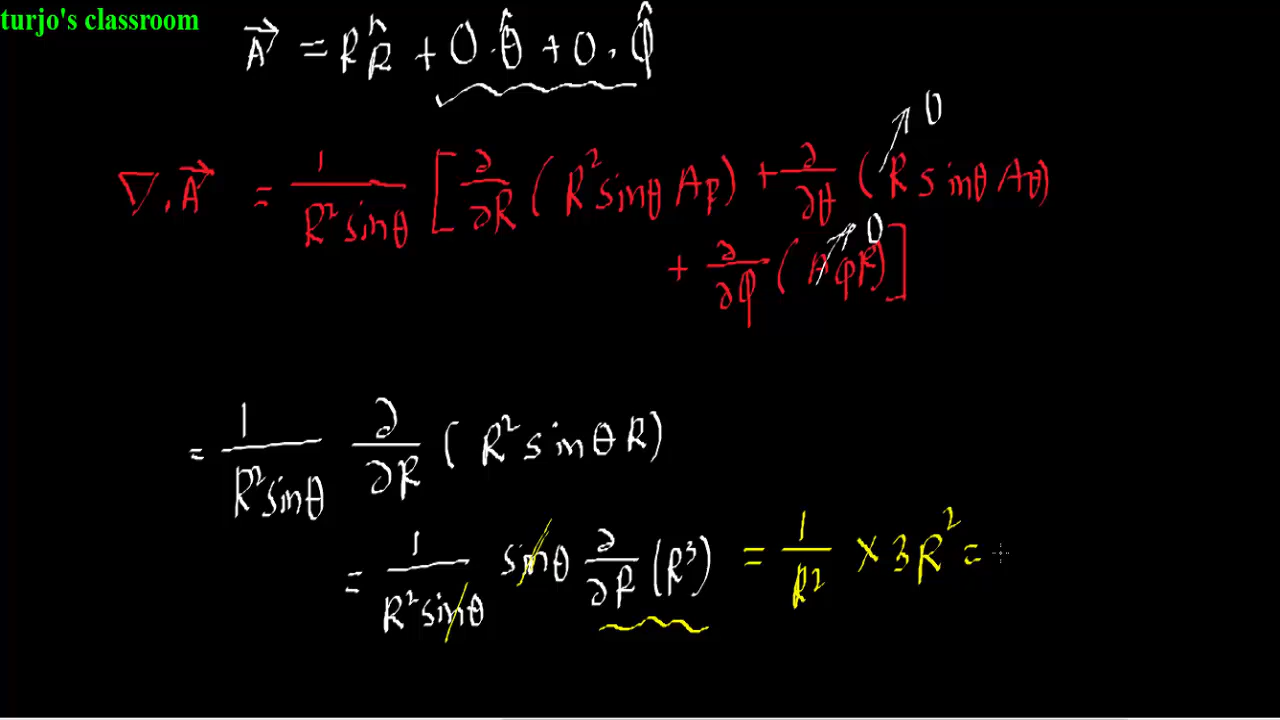 turjo's classroom
A⃗ = R R̂ + 0.θ̂ + 0.φ̂
∇.A⃗ = 1/(R² sinθ) [ ∂/∂R ( R² sinθ A_R ) + ∂/∂θ ( R sinθ A_θ ) → 0
+ ∂/∂φ ( A_φ R ) → 0 ]
= 1/(R² sinθ) ∂/∂R ( R² sinθ R )
= 1/(R² sinθ) sinθ ∂/∂R ( R³ ) = 1/R² × 3R² =